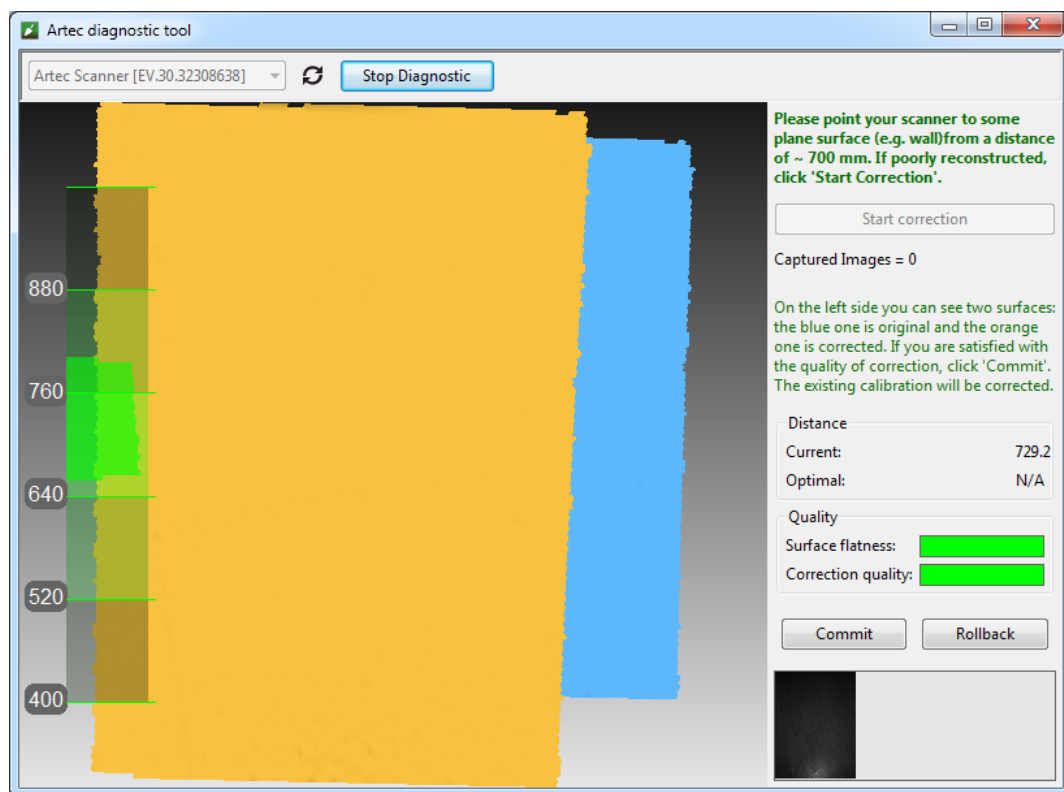 Artec diagnostic tool
Artec Scanner [EV.30.32308638]
Stop Diagnostic
880
760
640
520
400
Please point your scanner to some
plane surface (e.g. wall)from a distance
of ~ 700 mm. If poorly reconstructed,
click 'Start Correction'.
Start correction
Captured Images = 0
On the left side you can see two surfaces:
the blue one is original and the orange
one is corrected. If you are satisfied with
the quality of correction, click 'Commit'.
The existing calibration will be corrected.
Distance
Current: 729.2
Optimal: N/A
Quality
Surface flatness:
Correction quality:
Commit Rollback